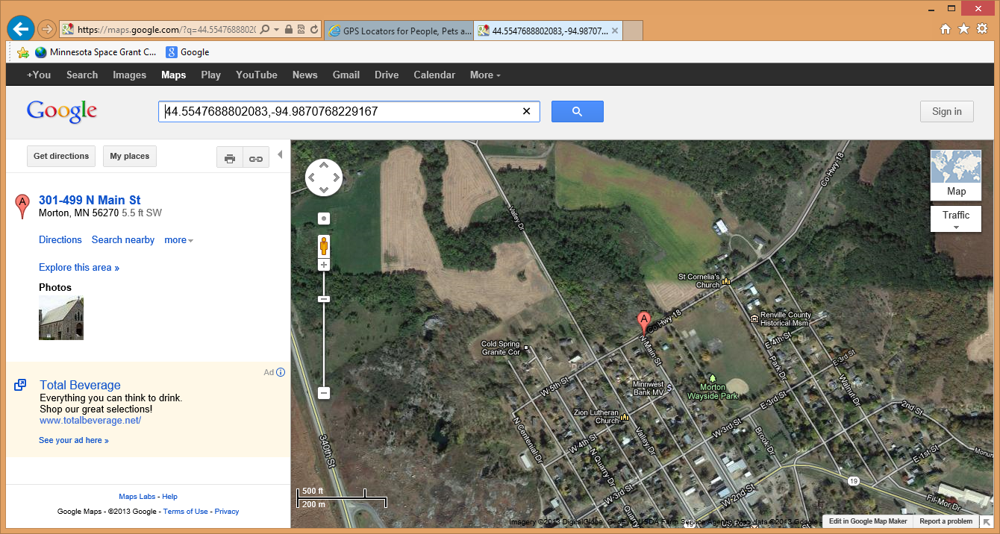 https://maps.google.com/?q=44.5547688802
GPS Locators for People, Pets a...
44.5547688802083,-94.98707...
Minnesota Space Grant C...
Google
+You Search Images Maps Play YouTube News Gmail Drive Calendar More
Google
44.5547688802083,-94.9870768229167
Sign in
Get directions
My places
301-499 N Main St
Morton, MN 56270 5.5 ft SW
Directions Search nearby more
Explore this area »
Photos
Ad
Total Beverage
Everything you can think to drink.
Shop our great selections!
www.totalbeverage.net/
See your ad here »
Maps Labs - Help
Google Maps - ©2013 Google - Terms of Use - Privacy
Map
Traffic
Co Hwy 18
Valley Dr
St Cornelia's
Church
A
A
Co Hwy 18
Renville County
Historical Msm
N Main St
E 4th St
Cold Spring
Granite Cor
E 3rd St
Park Dr
Walnut Dr
W 5th St
Minnwest
Bank MV
Morton
Wayside Park
E 3rd St
2nd St
Zion Lutheran
Church
N Centennial Dr
W 4th St
Valley Dr
W 3rd St
Brook Dr
340th St
N Quarry Dr
E 1st St
W 3rd St
W 2nd St
19
Fil-Mor Dr
Quarry
500 ft
200 m
Imagery ©2013 DigitalGlobe, GeoEye, USDA Farm Service Agency, Map data ©2013 Google -
Edit in Google Map Maker
Report a problem